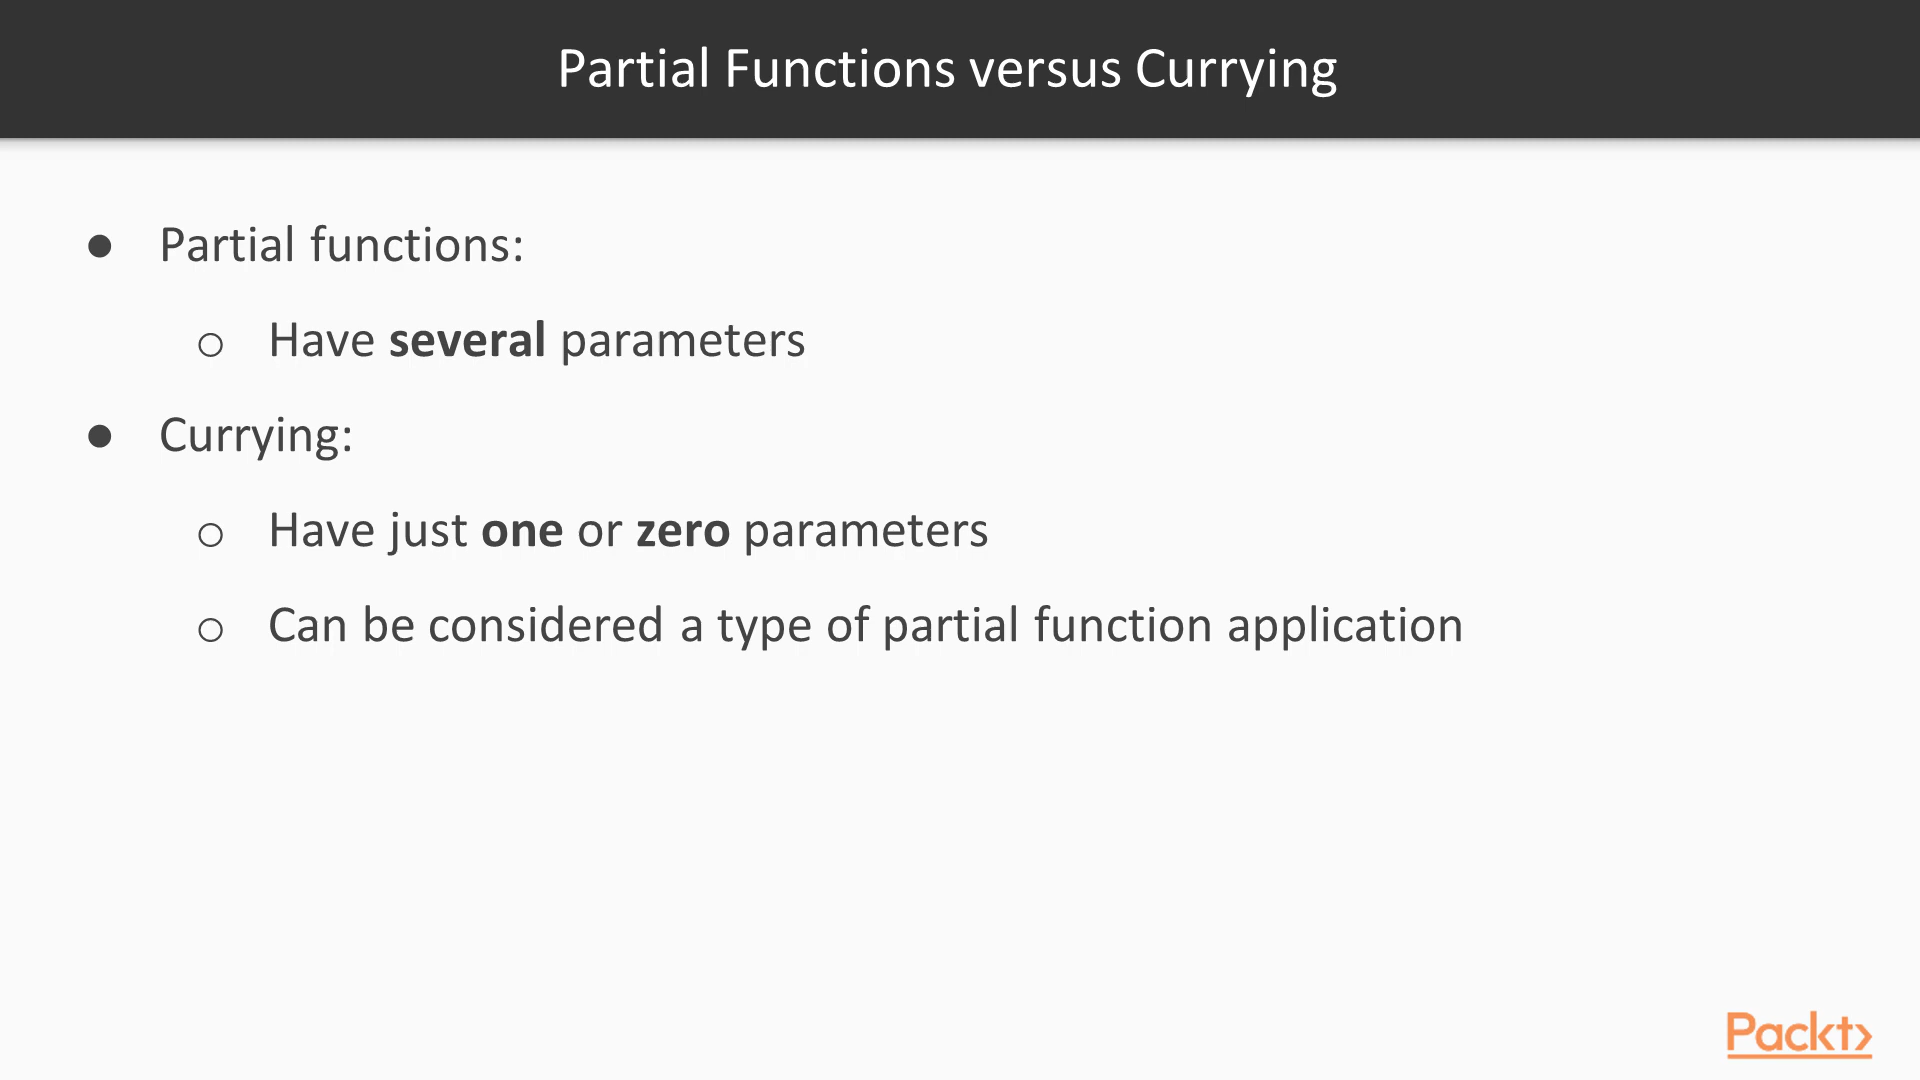 Partial Functions versus Currying
● Partial functions:
○ Have several parameters
● Currying:
○ Have just one or zero parameters
○ Can be considered a type of partial function application
Packt>